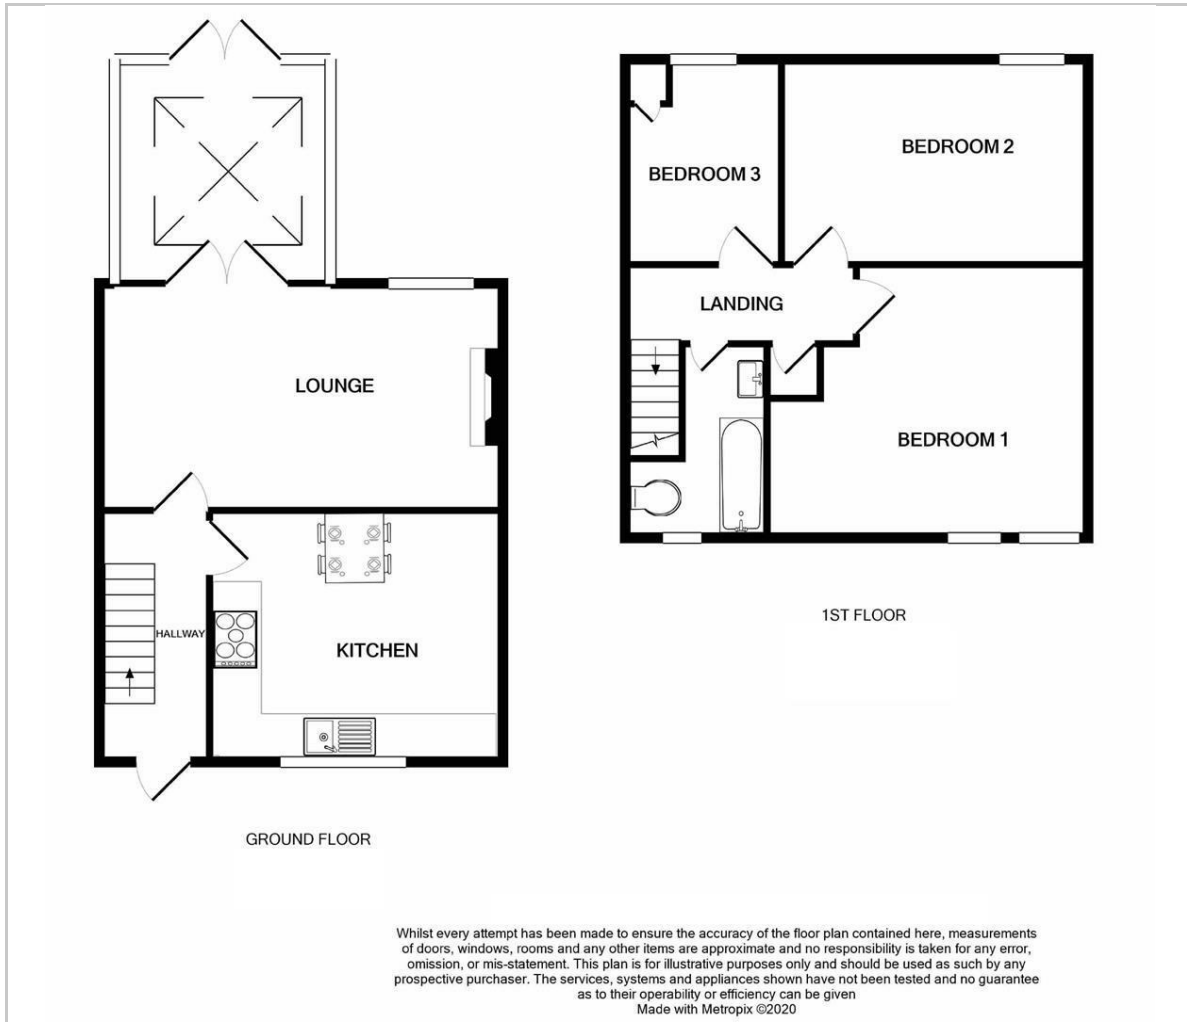 BEDROOM 2
BEDROOM 3
LANDING
LOUNGE
BEDROOM 1
1ST FLOOR
HALLWAY
KITCHEN
GROUND FLOOR
Whilst every attempt has been made to ensure the accuracy of the floor plan contained here, measurements
of doors, windows, rooms and any other items are approximate and no responsibility is taken for any error,
omission, or mis-statement. This plan is for illustrative purposes only and should be used as such by any
prospective purchaser. The services, systems and appliances shown have not been tested and no guarantee
as to their operability or efficiency can be given
Made with Metropix ©2020